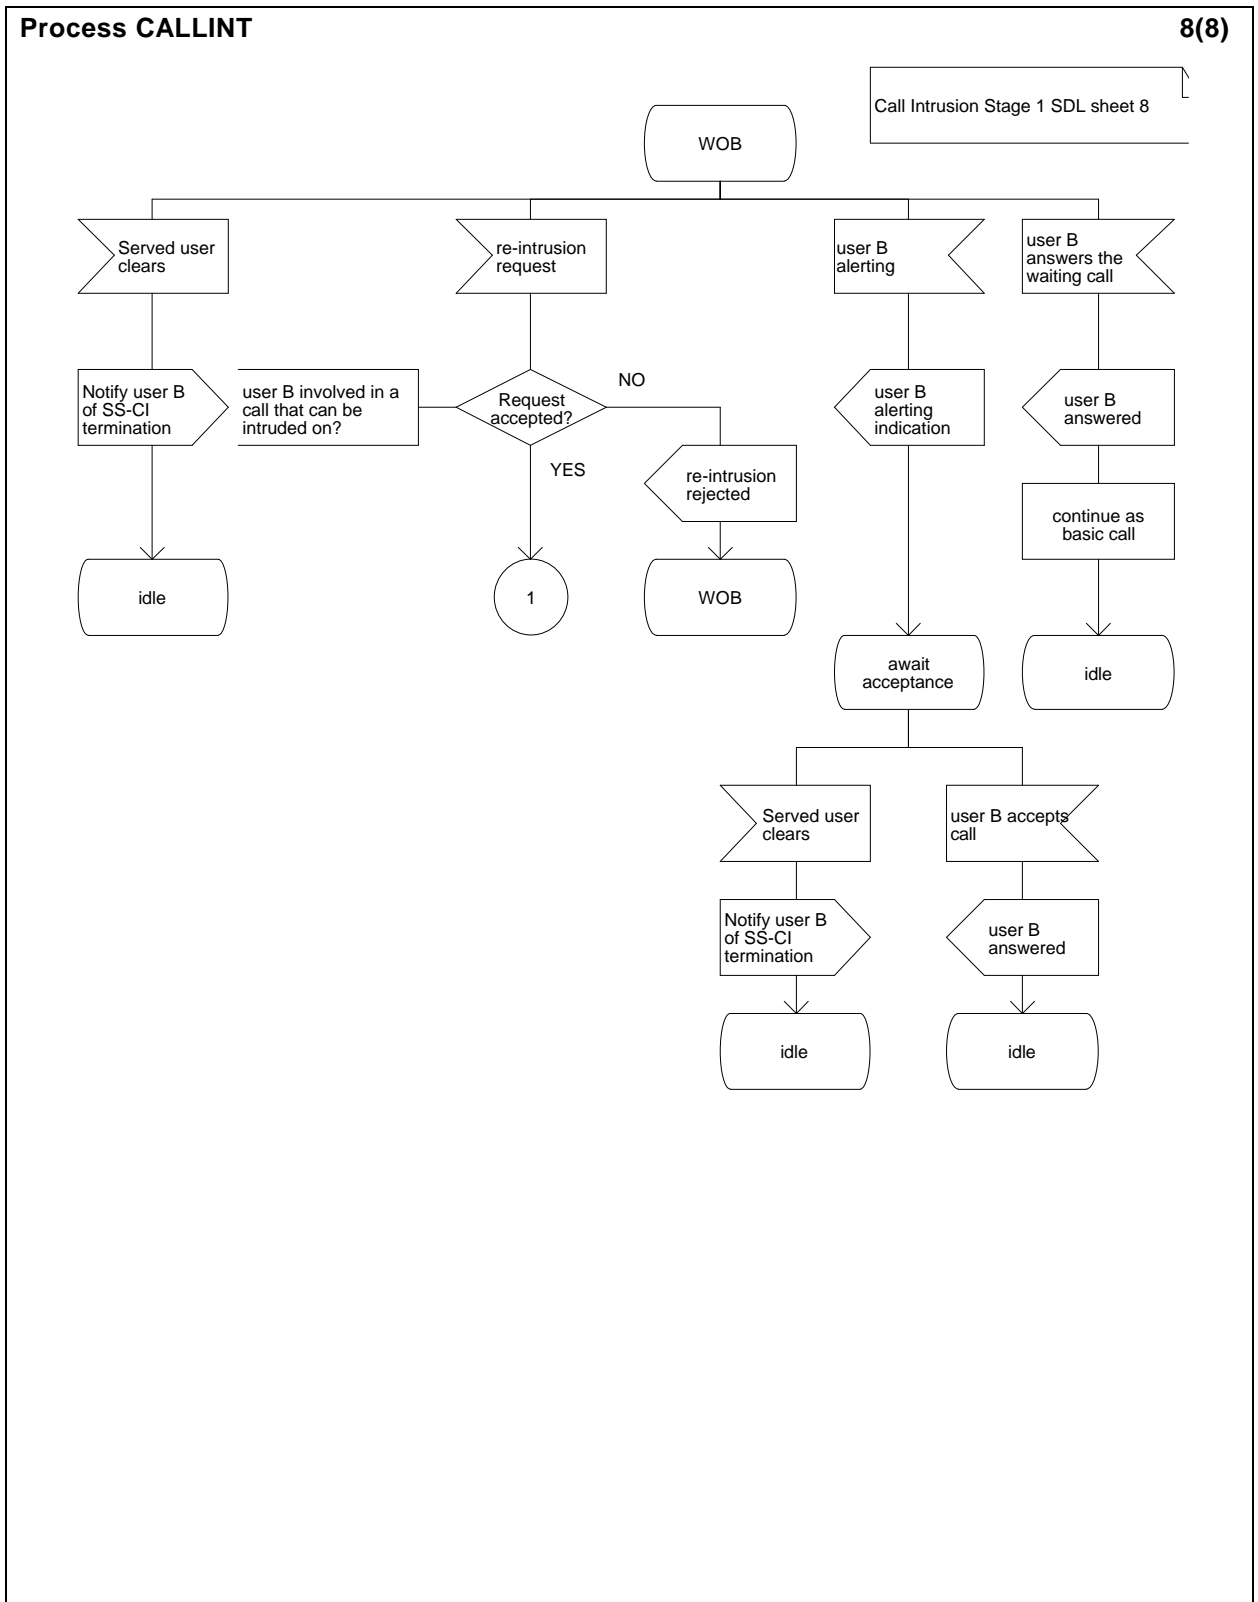 Process CALLINT 8(8)
Call Intrusion Stage 1 SDL sheet 8
WOB
Served user
clears
re-intrusion
request
user B
alerting
user B
answers the
waiting call
Notify user B
of SS-CI
termination
user B involved in a
call that can be
intruded on?
Request
accepted?
NO
YES
user B
alerting
indication
user B
answered
re-intrusion
rejected
continue as
basic call
idle
1
WOB
await
acceptance
idle
Served user
clears
user B accepts
call
Notify user B
of SS-CI
termination
user B
answered
idle
idle